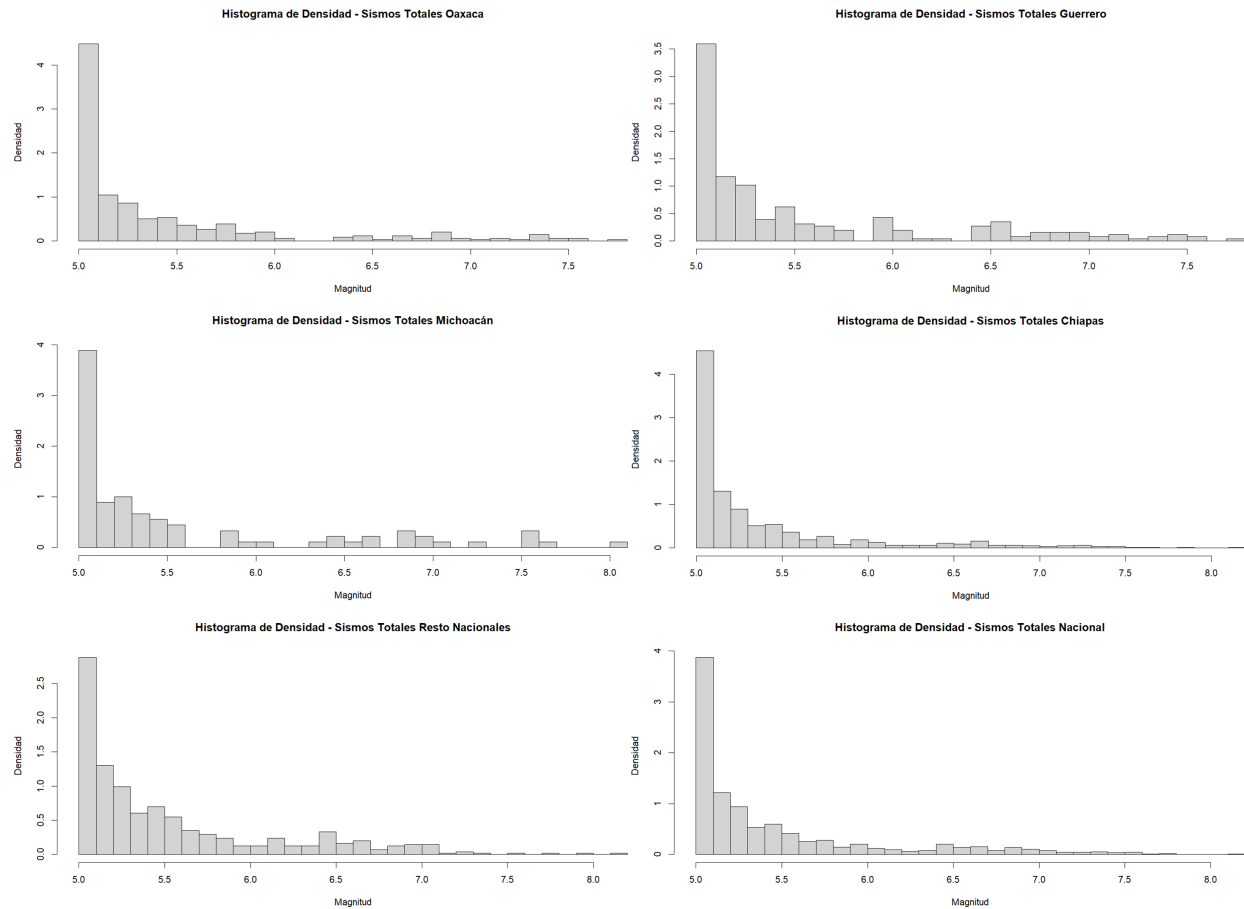 Histograma de Densidad - Sismos Totales Oaxaca
Densidad
0 1 2 3 4
5.0 5.5 6.0 6.5 7.0 7.5
Magnitud
Histograma de Densidad - Sismos Totales Guerrero
Densidad
0.0 0.5 1.0 1.5 2.0 2.5 3.0 3.5
5.0 5.5 6.0 6.5 7.0 7.5
Magnitud
Histograma de Densidad - Sismos Totales Michoacán
Densidad
0 1 2 3 4
5.0 5.5 6.0 6.5 7.0 7.5 8.0
Magnitud
Histograma de Densidad - Sismos Totales Chiapas
Densidad
0 1 2 3 4
5.0 5.5 6.0 6.5 7.0 7.5 8.0
Magnitud
Histograma de Densidad - Sismos Totales Resto Nacionales
Densidad
0.0 0.5 1.0 1.5 2.0 2.5
5.0 5.5 6.0 6.5 7.0 7.5 8.0
Magnitud
Histograma de Densidad - Sismos Totales Nacional
Densidad
0 1 2 3 4
5.0 5.5 6.0 6.5 7.0 7.5 8.0
Magnitud